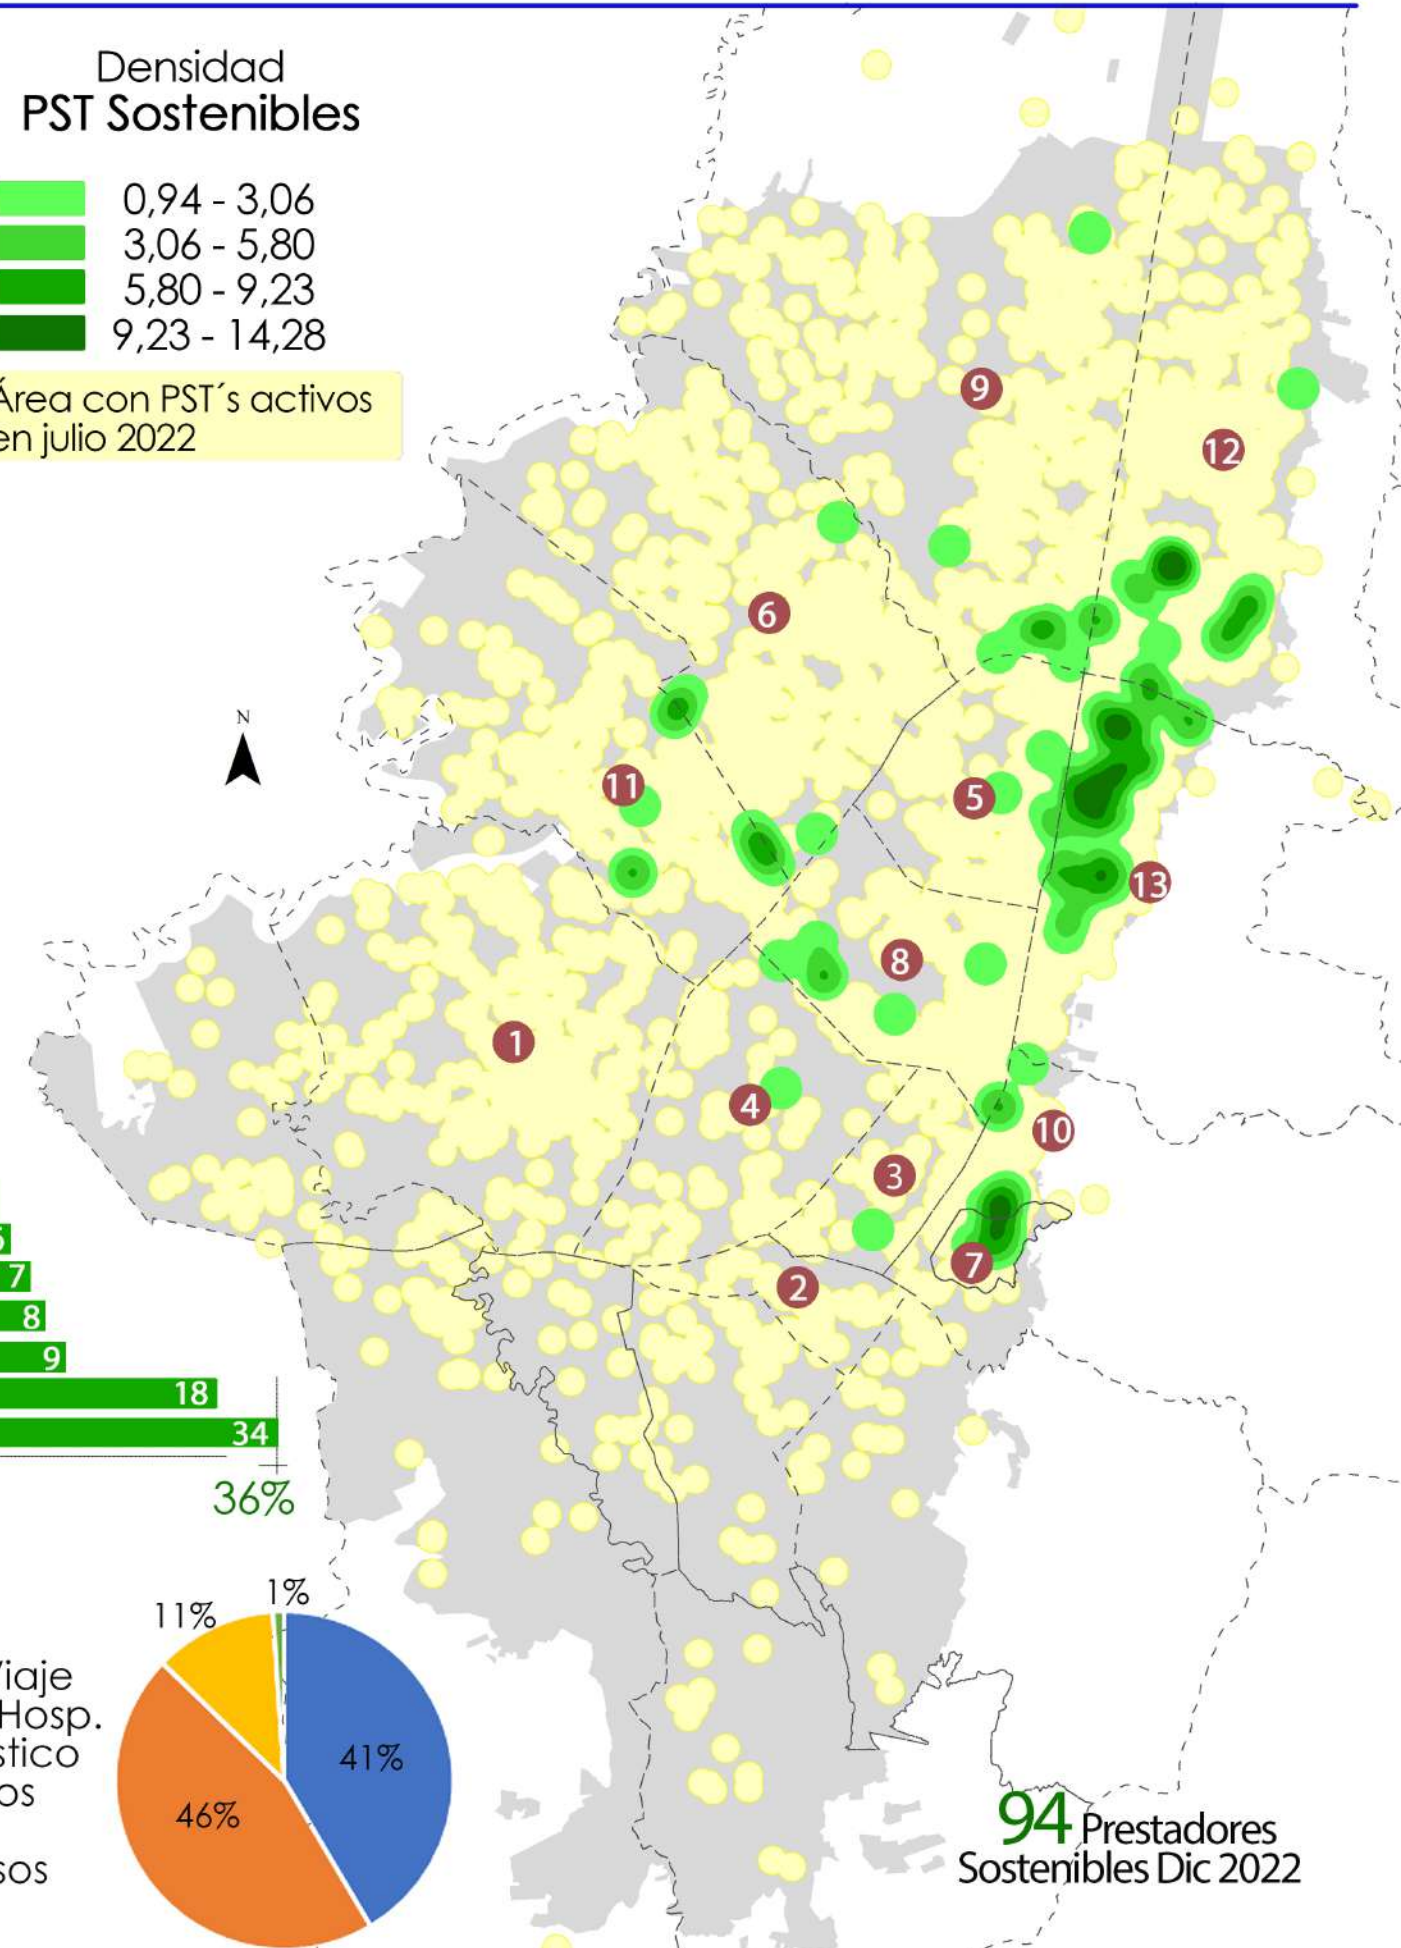 Densidad
PST Sostenibles
0,94 - 3,06
3,06 - 5,80
5,80 - 9,23
9,23 - 14,28
Área con PST´s activos
en julio 2022
9
12
6
N
11
5
13
8
1
4
10
3
7
2
7
8
9
18
34
36%
1%
11%
41%
46%
Viaje
Hosp.
94 Prestadores
Sostenibles Dic 2022